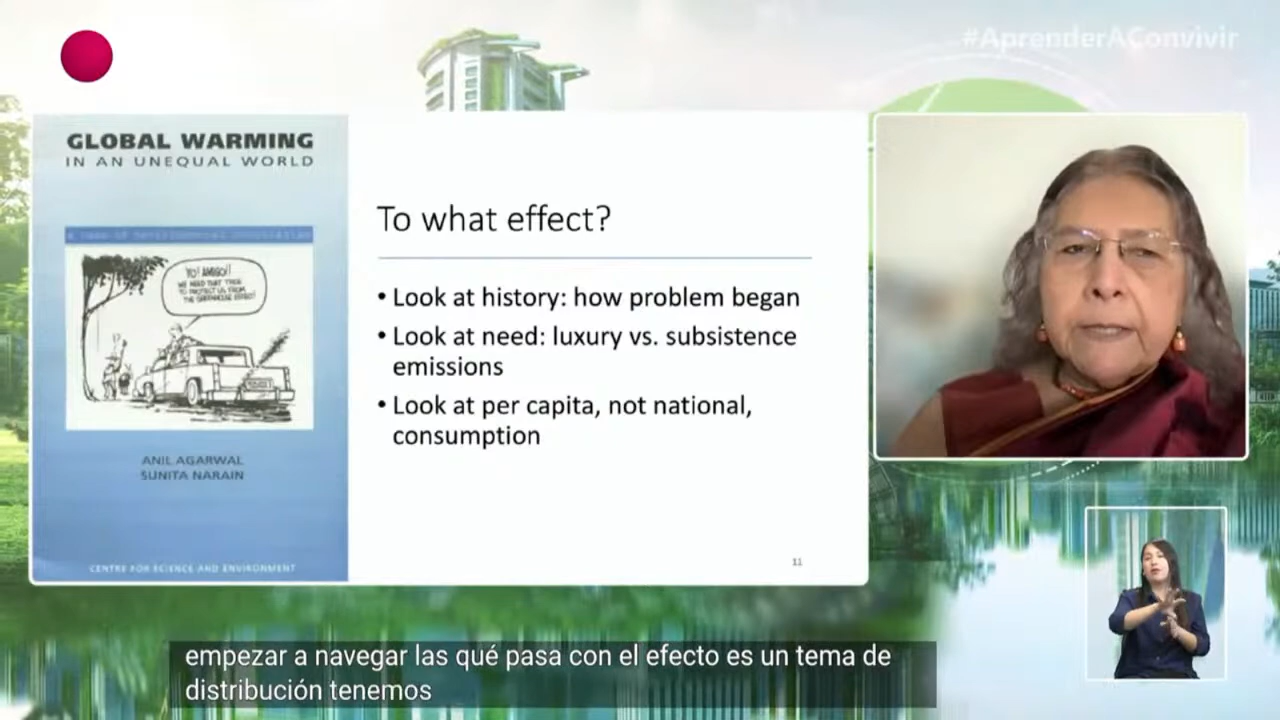 #AprenderAConvivir
GLOBAL WARMING
IN AN UNEQUAL WORLD
YO! AMIGO!!
WE NEED THAT TREE
TO PROTECT US FROM
THE GREENHOUSE EFFECT!
ANIL AGARWAL
SUNITA NARAIN
CENTRE FOR SCIENCE AND ENVIRONMENT
To what effect?
• Look at history: how problem began
• Look at need: luxury vs. subsistence
emissions
• Look at per capita, not national,
consumption
11
empezar a navegar las qué pasa con el efecto es un tema de
distribución tenemos